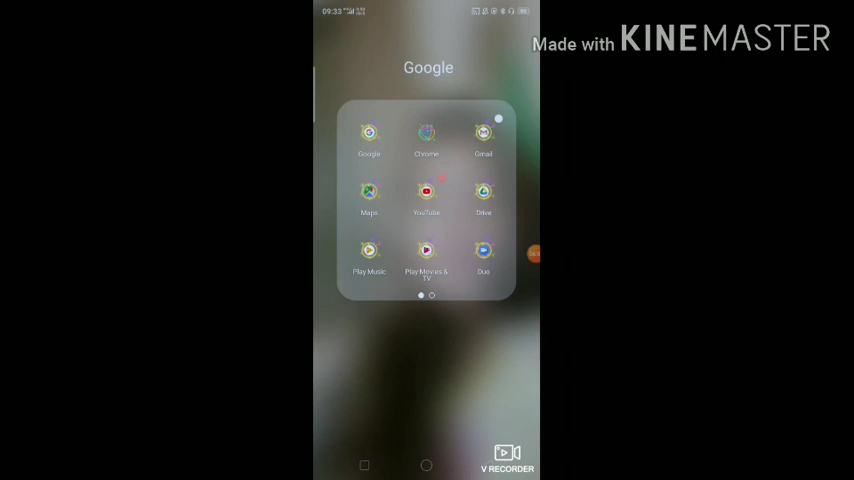 09:33
Made with KINEMASTER
Google
Google Chrome Gmail
Maps YouTube Drive
Play Music Play Movies & TV Duo
V RECORDER